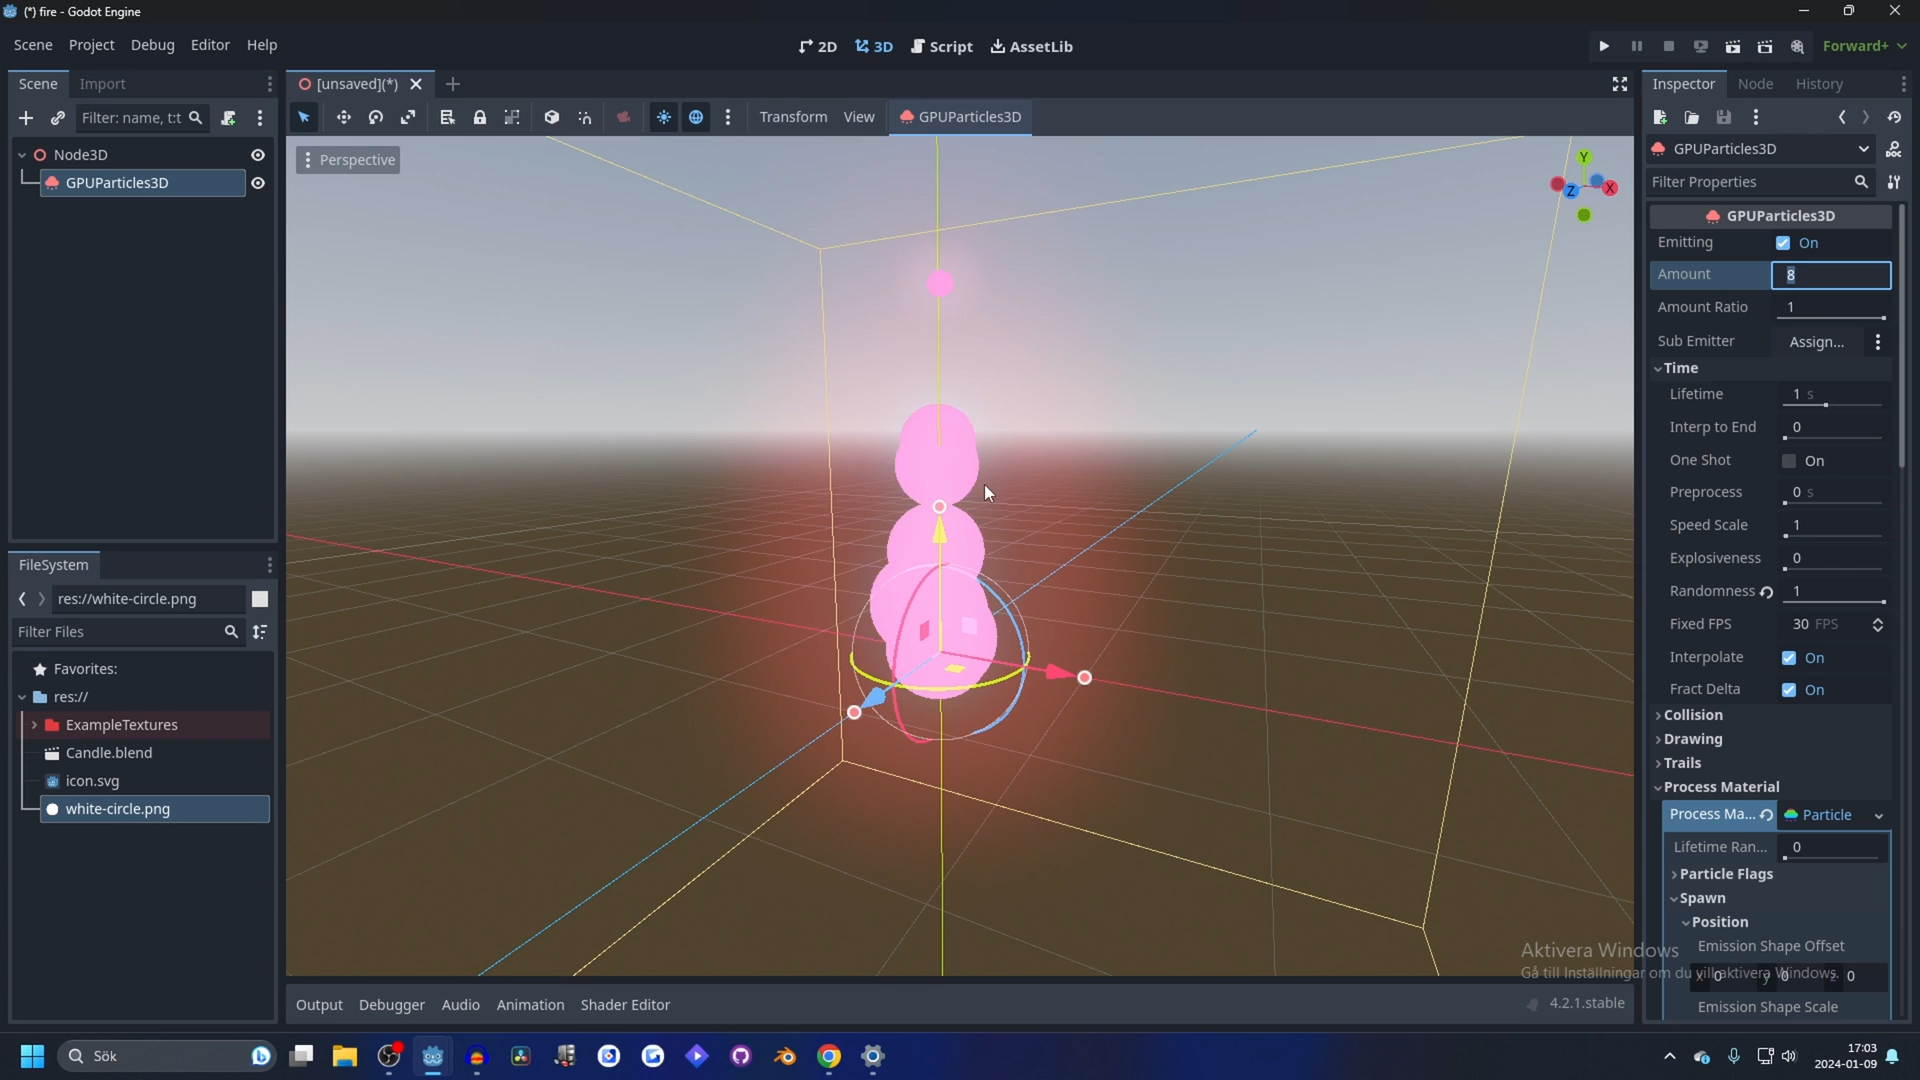 (*) fire - Godot Engine
Scene Project Debug Editor Help
2D 3D Script AssetLib
Forward+
Scene Import
Filter: name, t:t
Node3D
GPUParticles3D
FileSystem
res://white-circle.png
Filter Files
Favorites:
res://
ExampleTextures
Candle.blend
icon.svg
white-circle.png
[unsaved](*)
Transform View GPUParticles3D
Perspective
Y
X
Z
Output Debugger Audio Animation Shader Editor
4.2.1.stable
Inspector Node History
GPUParticles3D
DOC
Filter Properties
GPUParticles3D
Emitting On
Amount 8
Amount Ratio 1
Sub Emitter Assign...
Time
Lifetime 1 s
Interp to End 0
One Shot On
Preprocess 0 s
Speed Scale 1
Explosiveness 0
Randomness 1
Fixed FPS 30 FPS
Interpolate On
Fract Delta On
Collision
Drawing
Trails
Process Material
Process Ma... Particle
Lifetime Ran... 0
Particle Flags
Spawn
Position
Emission Shape Offset
x 0 y 0 z 0
Emission Shape Scale
Aktivera Windows
Gå till Inställningar om du vill aktivera Windows.
Sök
17:03
2024-01-09